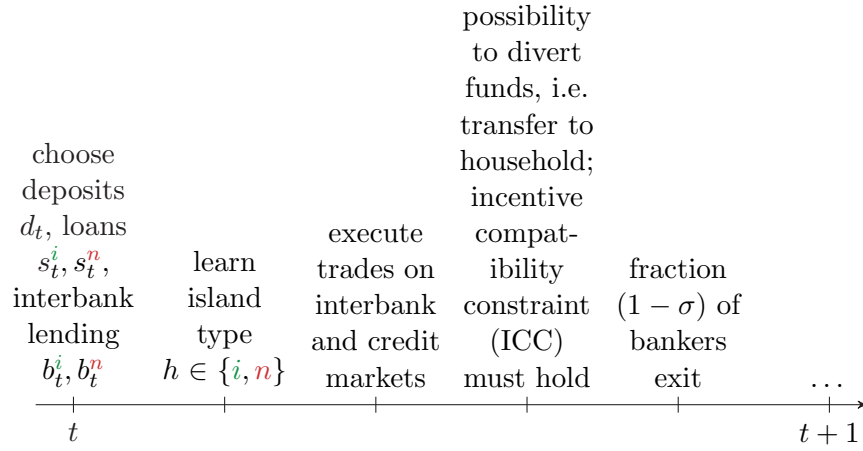 choose
deposits
d_t, loans
s_t^i, s_t^n,
interbank
lending
b_t^i, b_t^n
learn
island
type
h ∈ {i, n}
execute
trades on
interbank
and credit
markets
possibility
to divert
funds, i.e.
transfer to
household;
incentive
compat-
ibility
constraint
(ICC)
must hold
fraction
(1 − σ) of
bankers
exit
...
t
t + 1